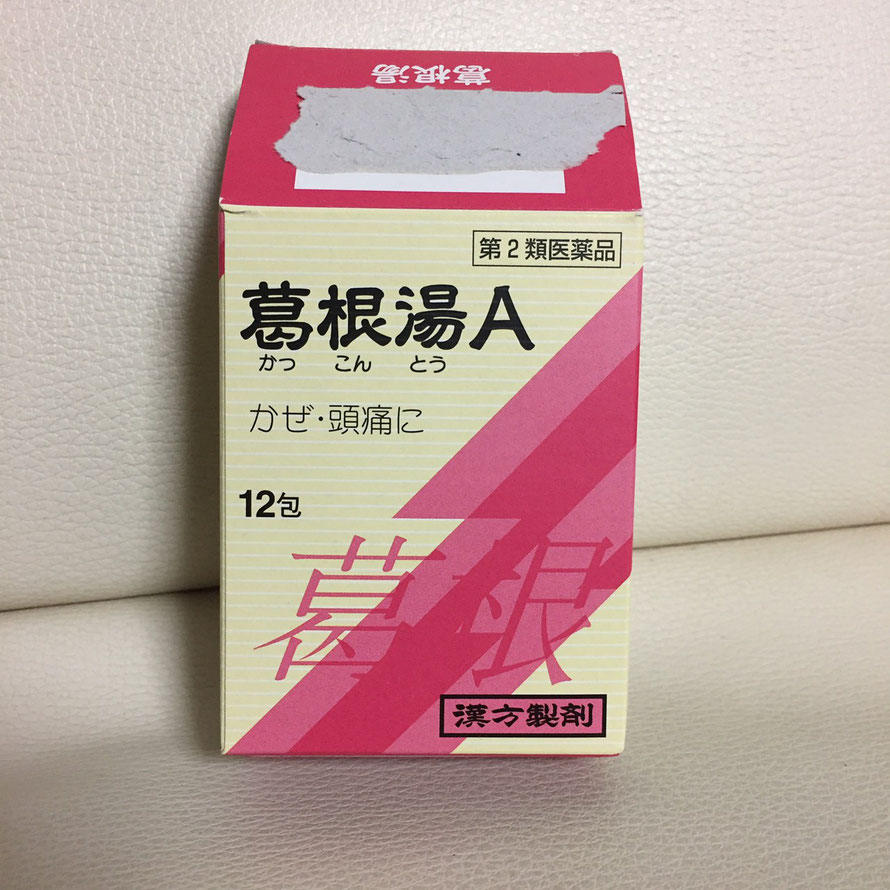 葛根湯
第2類医薬品
葛根湯A
かっ こん とう
かぜ・頭痛に
12包
葛根
漢方製剤